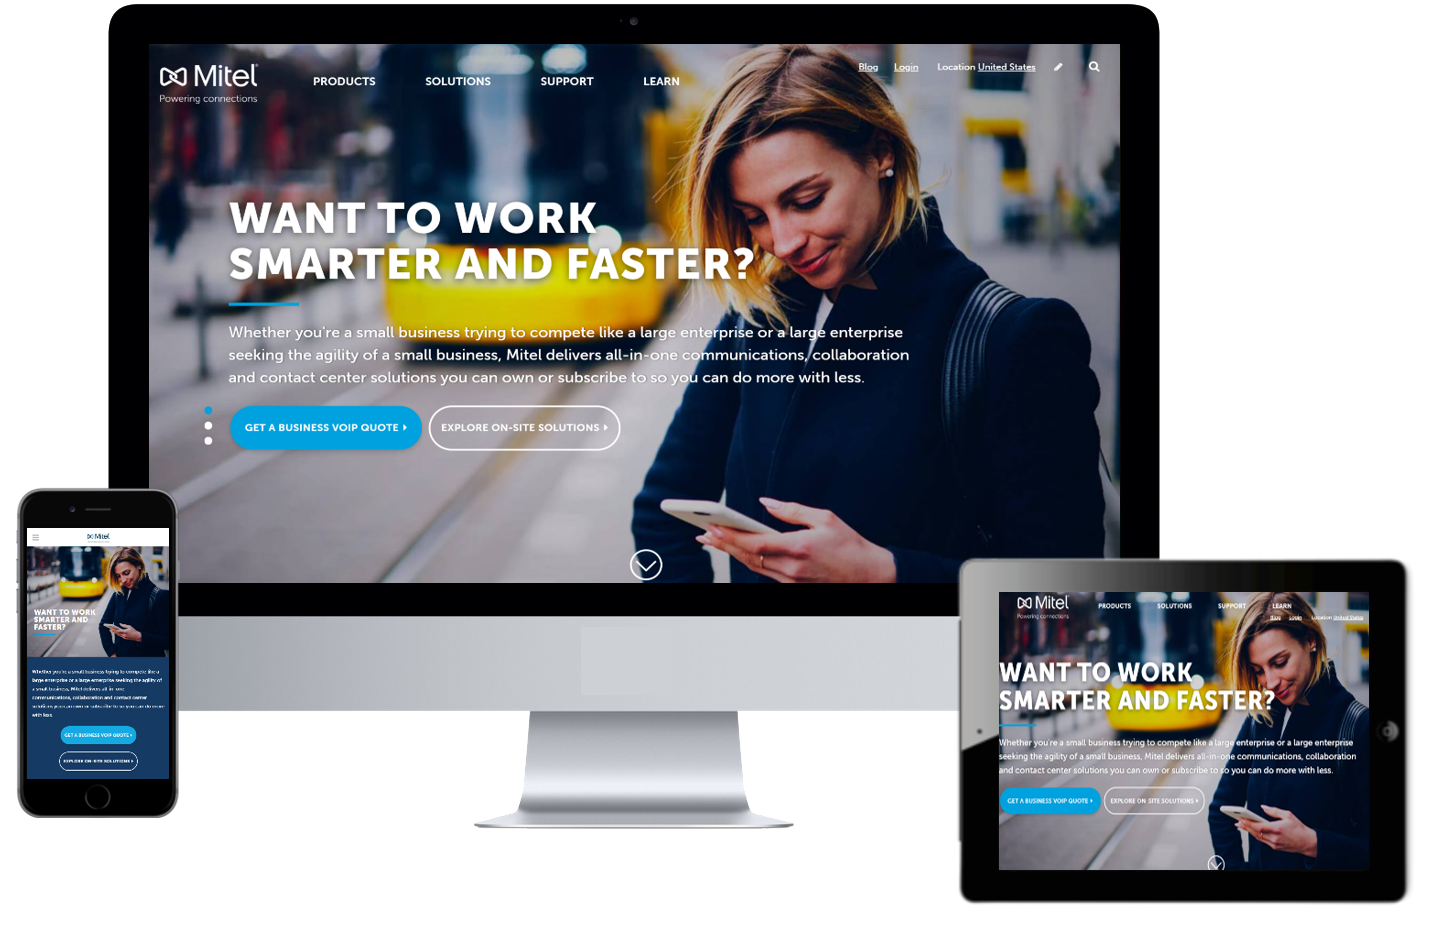 Mitel
Powering connections
PRODUCTS
SOLUTIONS
SUPPORT
LEARN
Blog
Login
Location United States
WANT TO WORK
SMARTER AND FASTER?
Whether you're a small business trying to compete like a large enterprise or a large enterprise
seeking the agility of a small business, Mitel delivers all-in-one communications, collaboration
and contact center solutions you can own or subscribe to so you can do more with less.
GET A BUSINESS VOIP QUOTE
EXPLORE ON-SITE SOLUTIONS
Mitel
WANT TO WORK
SMARTER AND
FASTER?
Whether you're a small business trying to compete like a
large enterprise or a large enterprise seeking the agility of
a small business, Mitel delivers all-in-one
communications, collaboration and contact center
solutions you can own or subscribe to so you can do more
with less.
GET A BUSINESS VOIP QUOTE
EXPLORE ON-SITE SOLUTIONS
Mitel
Powering connections
PRODUCTS
SOLUTIONS
SUPPORT
LEARN
Blog
Login
Location United States
WANT TO WORK
SMARTER AND FASTER?
Whether you're a small business trying to compete like a large enterprise or a large enterprise
seeking the agility of a small business, Mitel delivers all-in-one communications, collaboration
and contact center solutions you can own or subscribe to so you can do more with less.
GET A BUSINESS VOIP QUOTE
EXPLORE ON-SITE SOLUTIONS